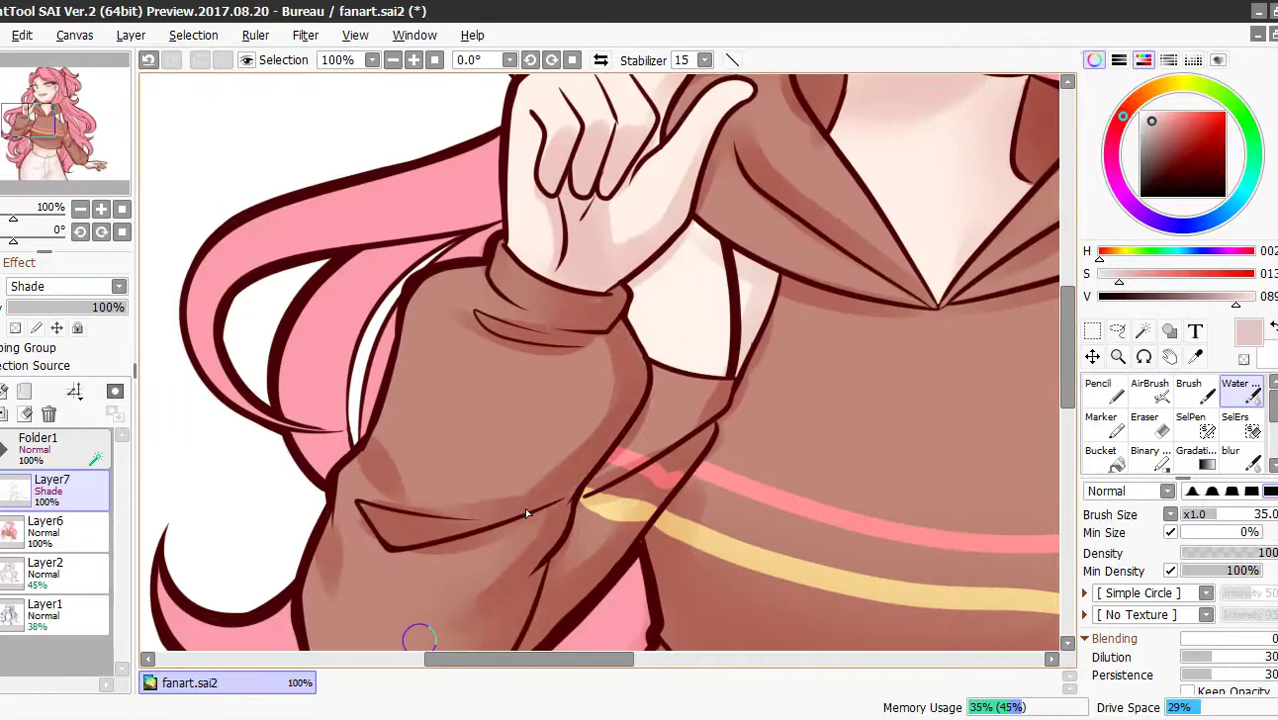 ntTool SAI Ver.2 (64bit) Preview.2017.08.20 - Bureau / fanart.sai2 (*)
Edit Canvas Layer Selection Ruler Filter View Window Help
Selection 100% 0.0° Stabilizer 15
100%
0°
Effect
Shade
100%
ping Group
ection Source
Folder1
Normal
100%
Layer7
Shade
100%
Layer6
Normal
100%
Layer2
Normal
45%
Layer1
Normal
38%
H 002
S 013
V 089
T
Pencil AirBrush Brush Water ...
Marker Eraser SelPen SelErs
Bucket Binary ... Gradati... blur
Normal
Brush Size x1.0 35.0
Min Size 0%
Density 100
Min Density 100%
[ Simple Circle ] Intensity 50
[ No Texture ]
Blending 0
Dilution 30
Persistence 30
Keep Opacity
fanart.sai2 100%
Memory Usage 35% (45%) Drive Space 29%